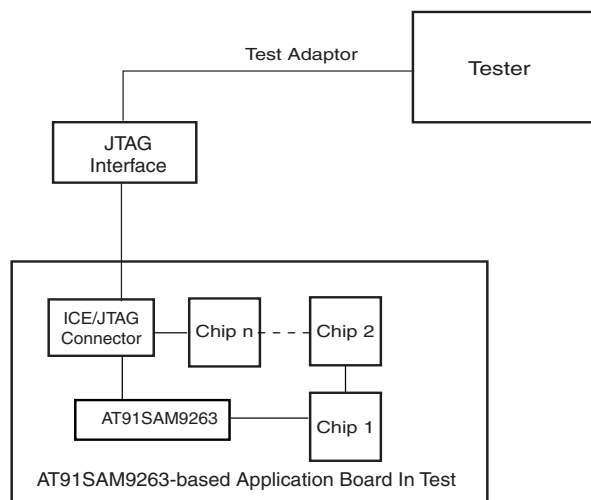 Test Adaptor
Tester
JTAG
Interface
ICE/JTAG
Connector
Chip n
Chip 2
AT91SAM9263
Chip 1
AT91SAM9263-based Application Board In Test